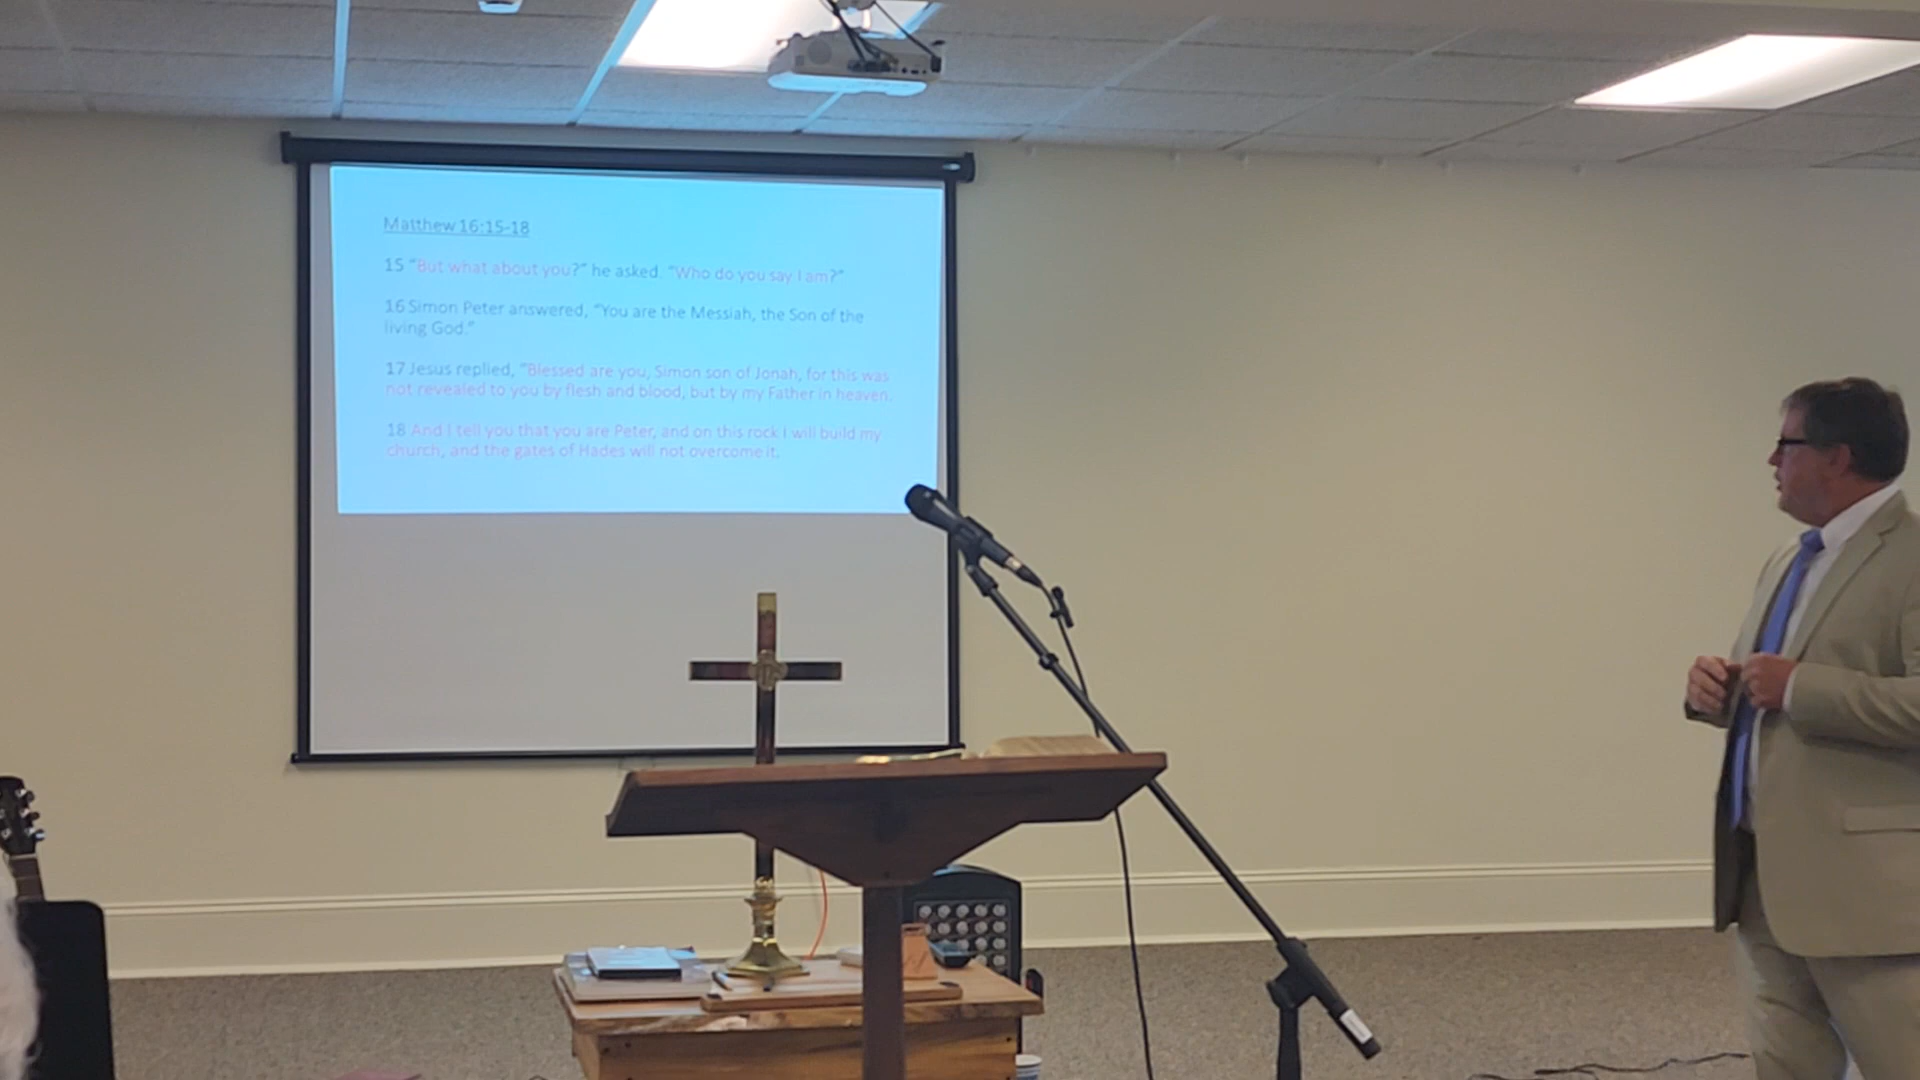 Matthew 16:15-18
15 "But what about you?" he asked. "Who do you say I am?"
16 Simon Peter answered, "You are the Messiah, the Son of the
living God."
17 Jesus replied, "Blessed are you, Simon son of Jonah, for this was
not revealed to you by flesh and blood, but by my Father in heaven.
18 And I tell you that you are Peter, and on this rock I will build my
church, and the gates of Hades will not overcome it.